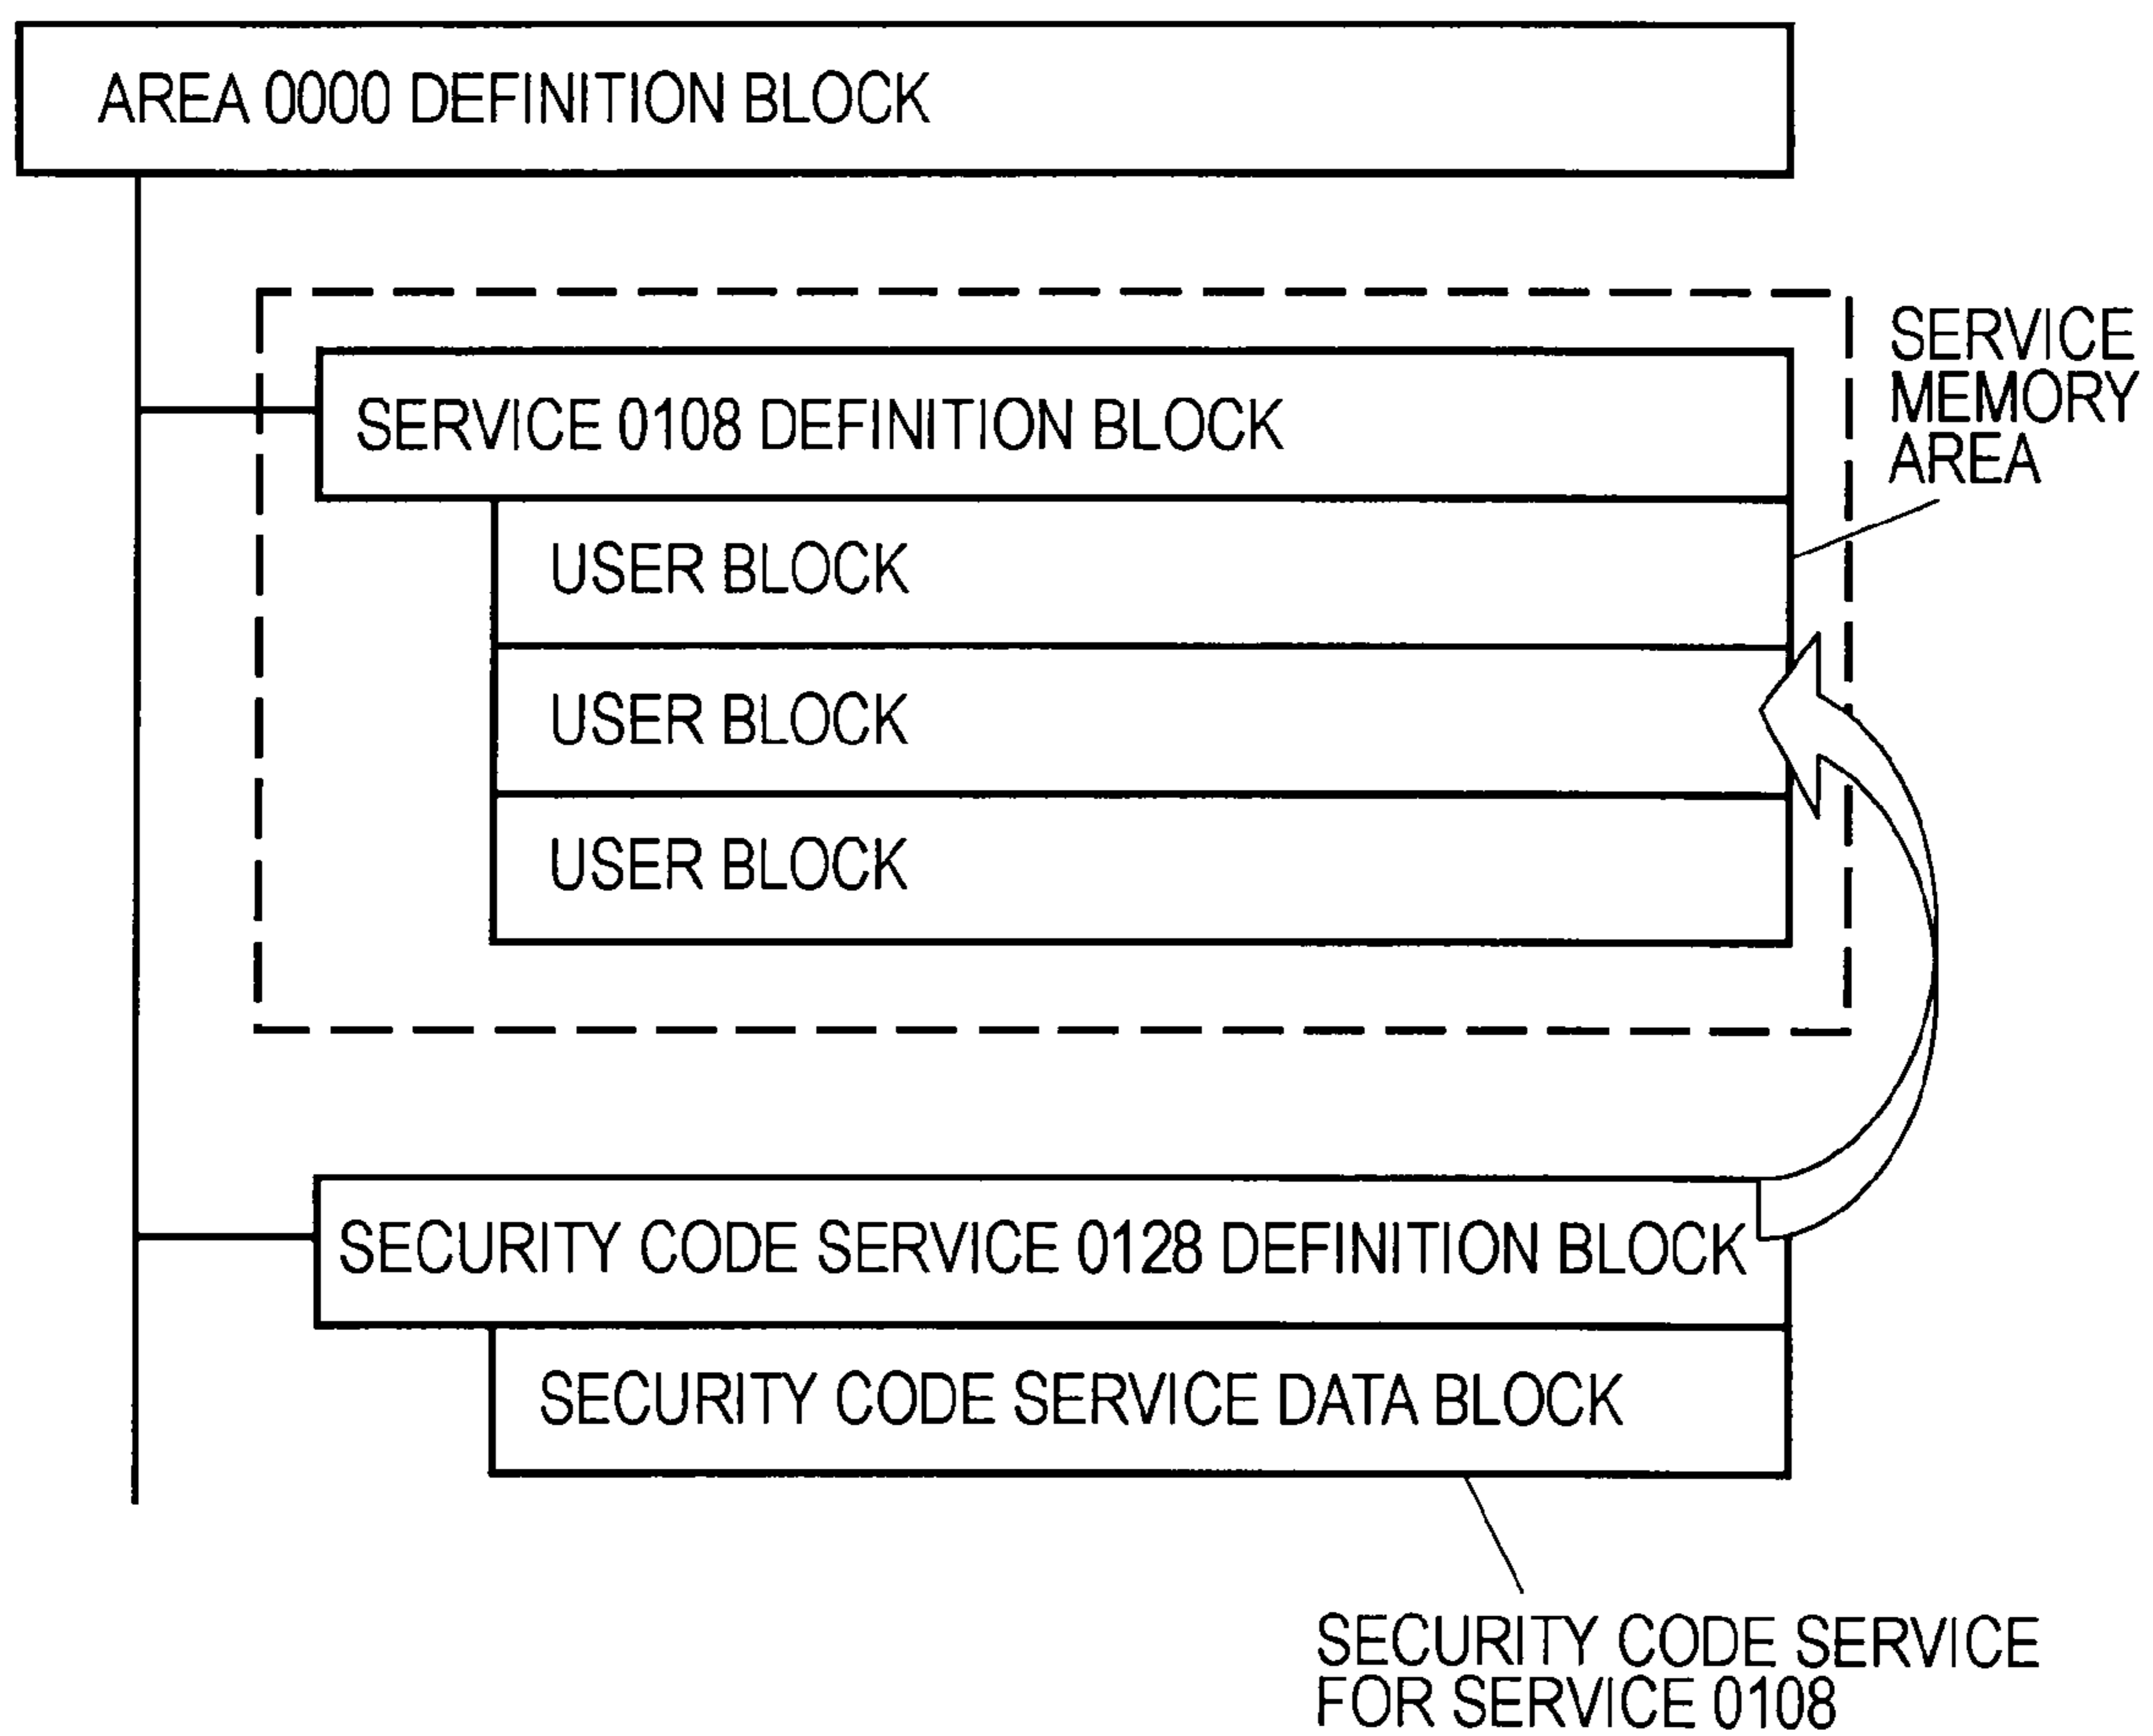 AREA 0000 DEFINITION BLOCK
SERVICE
MEMORY
AREA
SERVICE 0108 DEFINITION BLOCK
USER BLOCK
USER BLOCK
USER BLOCK
SECURITY CODE SERVICE 0128 DEFINITION BLOCK
SECURITY CODE SERVICE DATA BLOCK
SECURITY CODE SERVICE
FOR SERVICE 0108